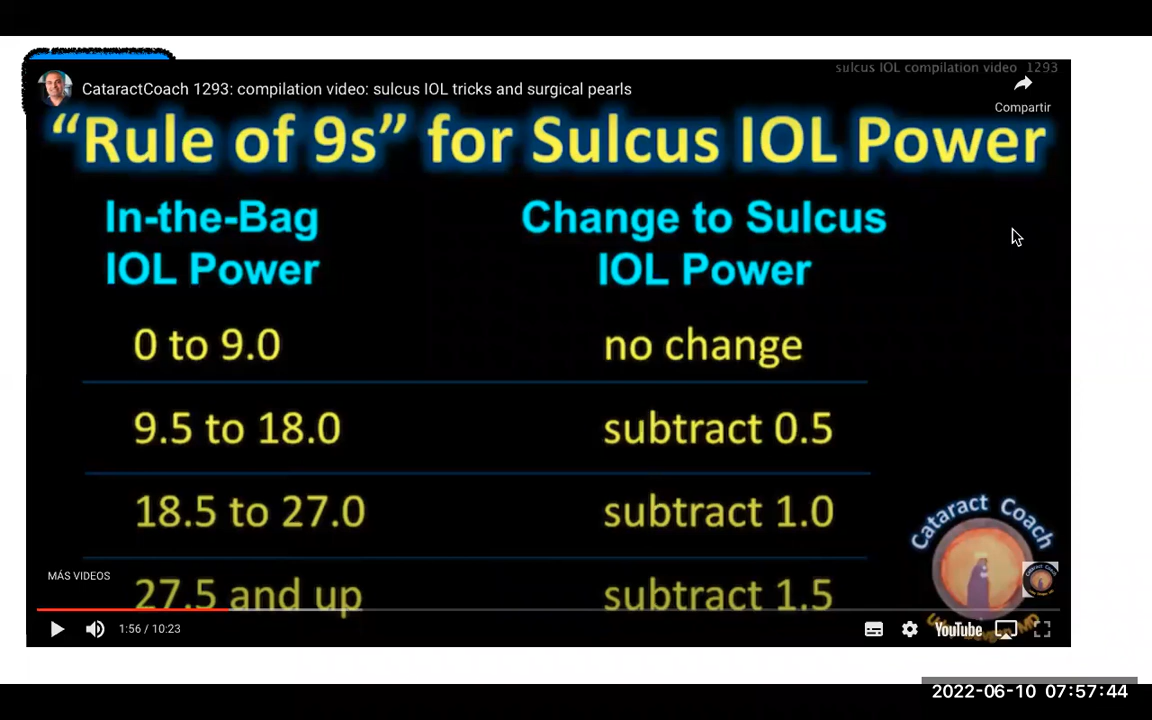 sulcus IOL compilation video 1293
CataractCoach 1293: compilation video: sulcus IOL tricks and surgical pearls
Compartir
“Rule of 9s” for Sulcus IOL Power
In-the-Bag Change to Sulcus
IOL Power IOL Power
0 to 9.0 no change
9.5 to 18.0 subtract 0.5
18.5 to 27.0 subtract 1.0
Cataract Coach
MÁS VIDEOS
27.5 and up subtract 1.5
1:56 / 10:23
YouTube
2022-06-10 07:57:44